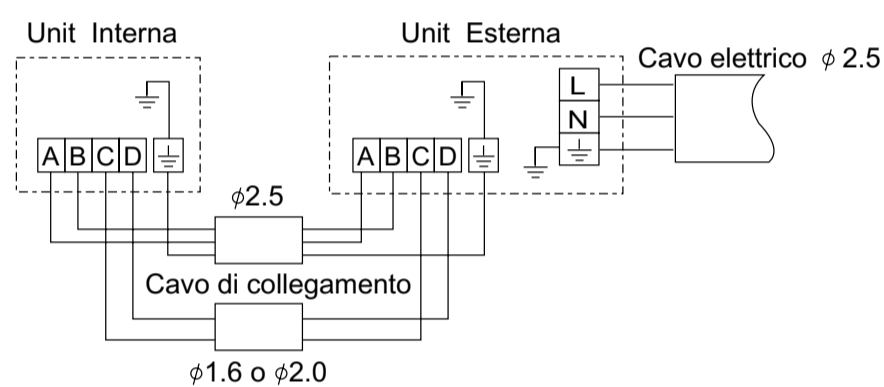 Unit Interna
Unit Esterna
Cavo elettrico ϕ 2.5
L
N
A B C D
A B C D
ϕ2.5
Cavo di collegamento
ϕ1.6 o ϕ2.0